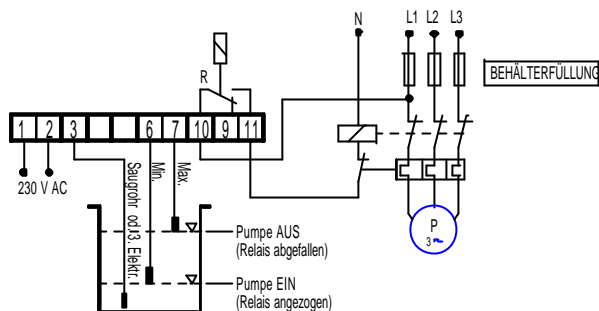 N L1 L2 L3
R
BEHÄLTERFÜLLUNG
1 2 3 6 7 10 9 11
230 V AC
Saugrohr od. 3. Elektr.
Min.
Max.
Pumpe AUS
(Relais abgefallen)
Pumpe EIN
(Relais angezogen)
P
3 ~